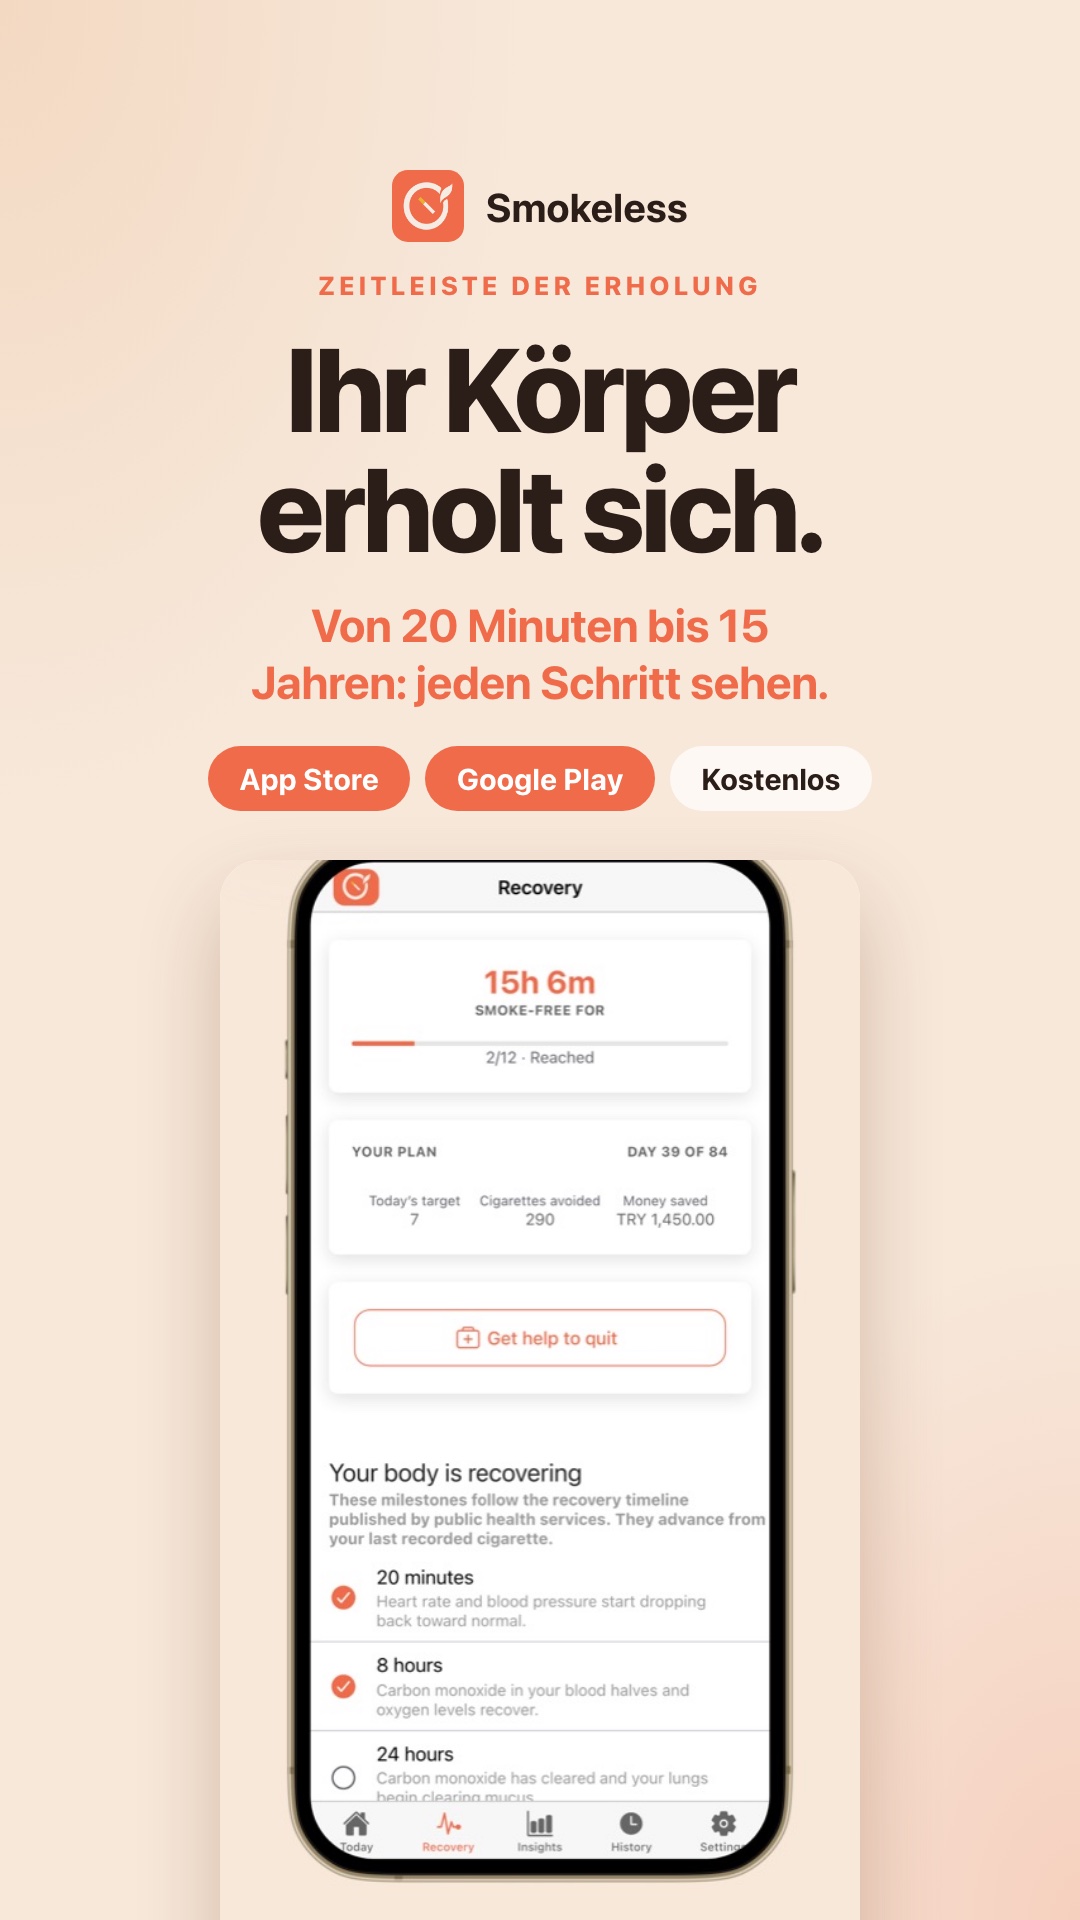 Smokeless
ZEITLEISTE DER ERHOLUNG
Ihr Körper
erholt sich.
Von 20 Minuten bis 15
Jahren: jeden Schritt sehen.
App Store
Google Play
Kostenlos
Recovery
15h 6m
SMOKE-FREE FOR
2/12 · Reached
YOUR PLAN
DAY 39 OF 84
Today's target
Cigarettes avoided
Money saved
7
290
TRY 1,450.00
Get help to quit
Your body is recovering
These milestones follow the recovery timeline
published by public health services. They advance from
your last recorded cigarette.
20 minutes
Heart rate and blood pressure start dropping
back toward normal.
8 hours
Carbon monoxide in your blood halves and
oxygen levels recover.
24 hours
Carbon monoxide has cleared and your lungs
begin clearing mucus
Today
Recovery
Insights
History
Settings